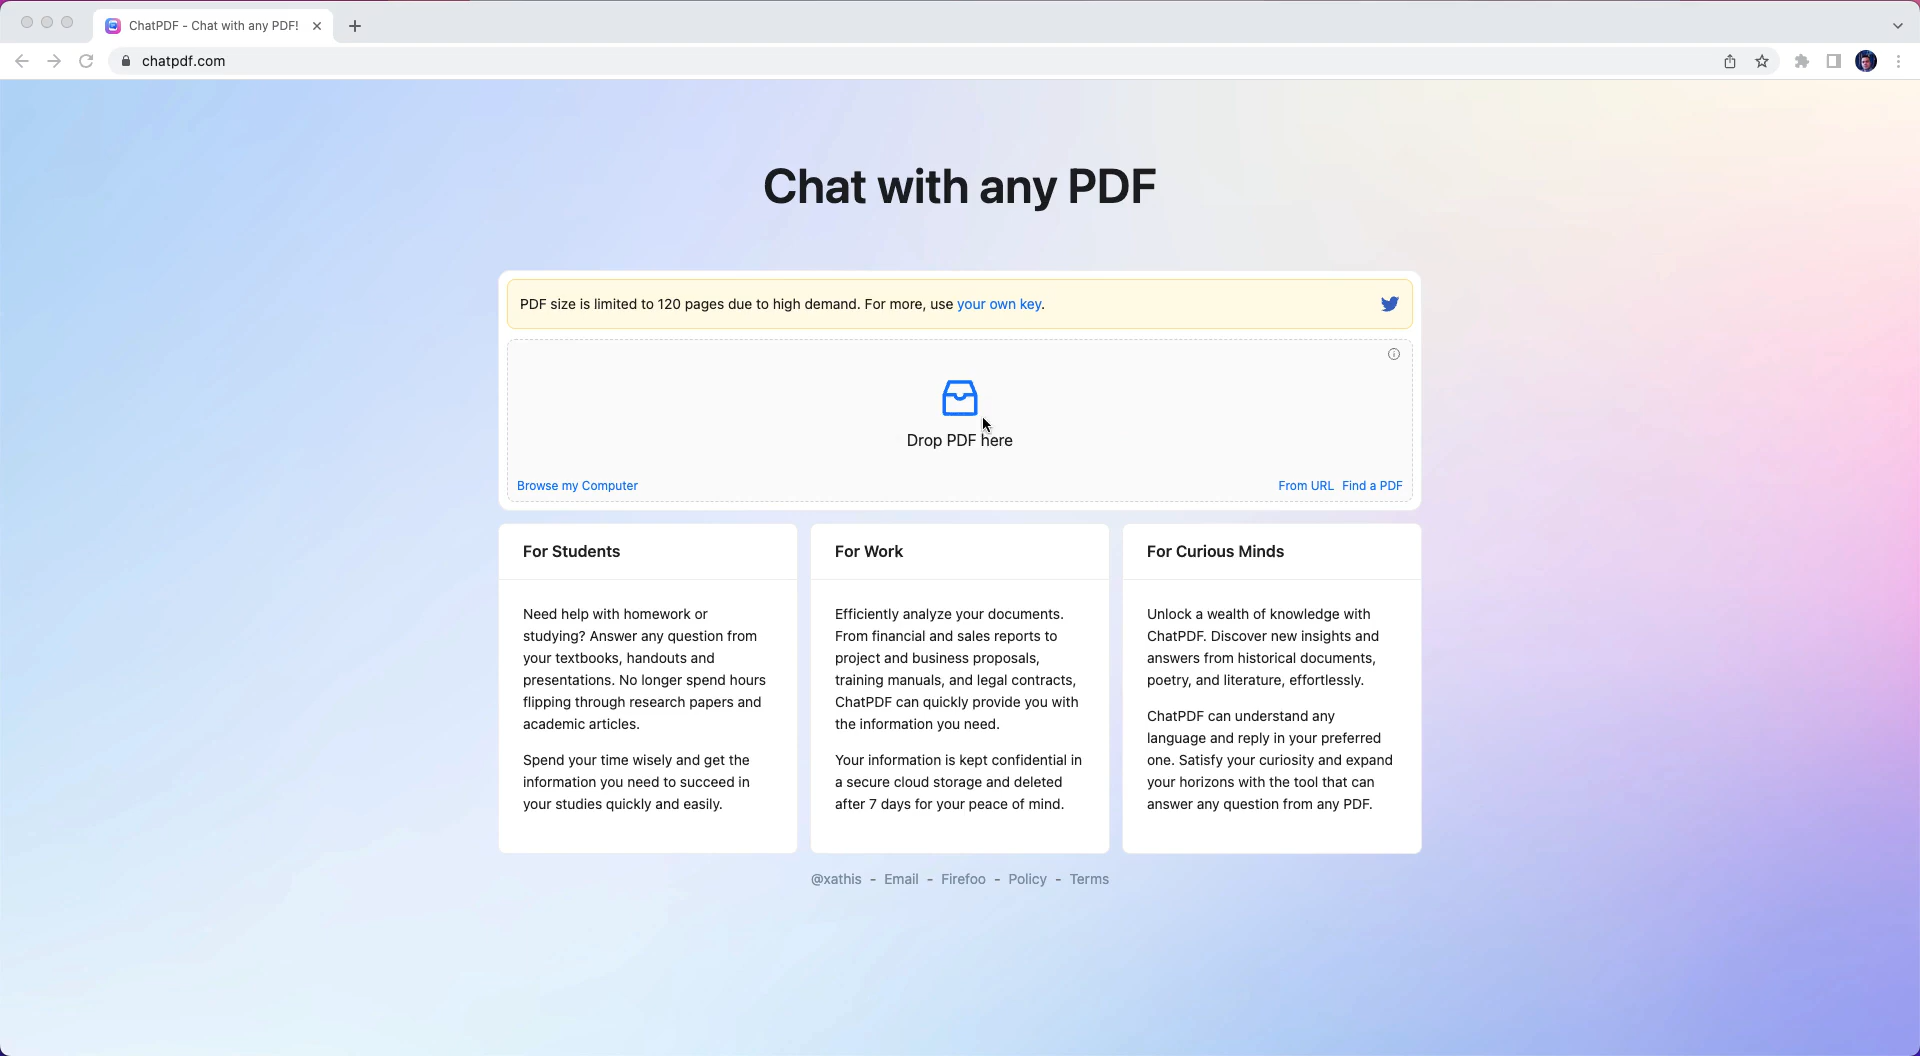 ChatPDF - Chat with any PDF!
chatpdf.com
Chat with any PDF
PDF size is limited to 120 pages due to high demand. For more, use your own key.
Drop PDF here
Browse my Computer
From URL Find a PDF
For Students
Need help with homework or
studying? Answer any question from
your textbooks, handouts and
presentations. No longer spend hours
flipping through research papers and
academic articles.
Spend your time wisely and get the
information you need to succeed in
your studies quickly and easily.
For Work
Efficiently analyze your documents.
From financial and sales reports to
project and business proposals,
training manuals, and legal contracts,
ChatPDF can quickly provide you with
the information you need.
Your information is kept confidential in
a secure cloud storage and deleted
after 7 days for your peace of mind.
For Curious Minds
Unlock a wealth of knowledge with
ChatPDF. Discover new insights and
answers from historical documents,
poetry, and literature, effortlessly.
ChatPDF can understand any
language and reply in your preferred
one. Satisfy your curiosity and expand
your horizons with the tool that can
answer any question from any PDF.
@xathis - Email - Firefoo - Policy - Terms